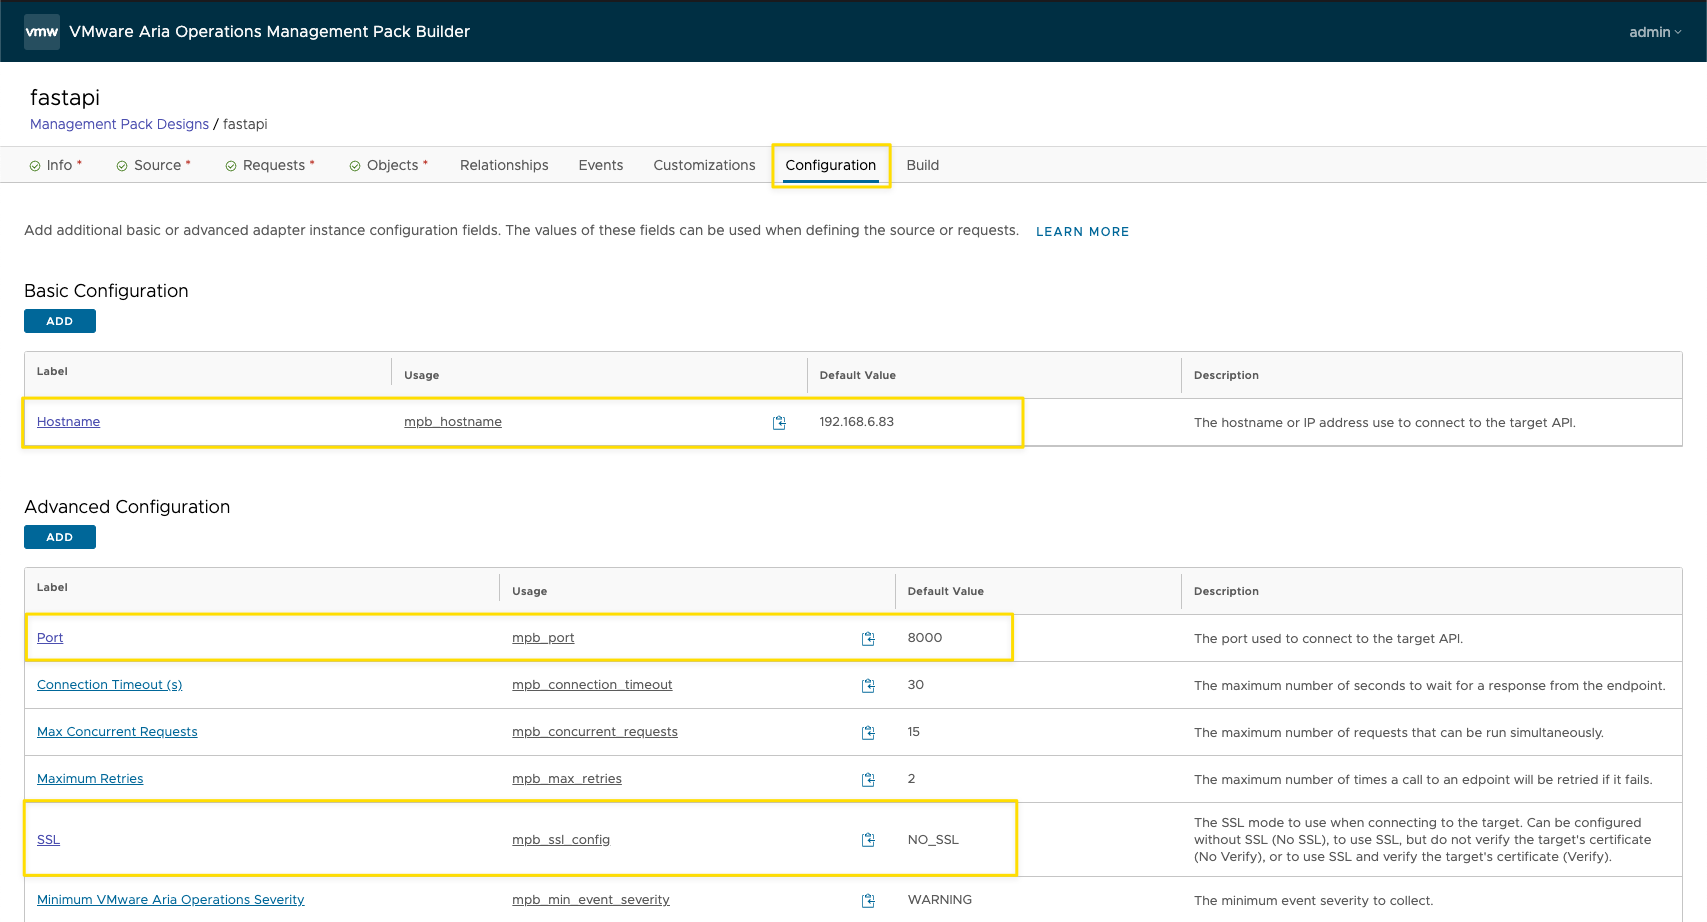 vmw VMware Aria Operations Management Pack Builder admin
fastapi
Management Pack Designs / fastapi
Info * Source * Requests * Objects * Relationships Events Customizations Configuration Build
Add additional basic or advanced adapter instance configuration fields. The values of these fields can be used when defining the source or requests. LEARN MORE
Basic Configuration
ADD
Label Usage Default Value Description
Hostname mpb_hostname 192.168.6.83 The hostname or IP address use to connect to the target API.
Advanced Configuration
ADD
Label Usage Default Value Description
Port mpb_port 8000 The port used to connect to the target API.
Connection Timeout (s) mpb_connection_timeout 30 The maximum number of seconds to wait for a response from the endpoint.
Max Concurrent Requests mpb_concurrent_requests 15 The maximum number of requests that can be run simultaneously.
Maximum Retries mpb_max_retries 2 The maximum number of times a call to an edpoint will be retried if it fails.
SSL mpb_ssl_config NO_SSL The SSL mode to use when connecting to the target. Can be configured
without SSL (No SSL), to use SSL, but do not verify the target's certificate
(No Verify), or to use SSL and verify the target's certificate (Verify).
Minimum VMware Aria Operations Severity mpb_min_event_severity WARNING The minimum event severity to collect.